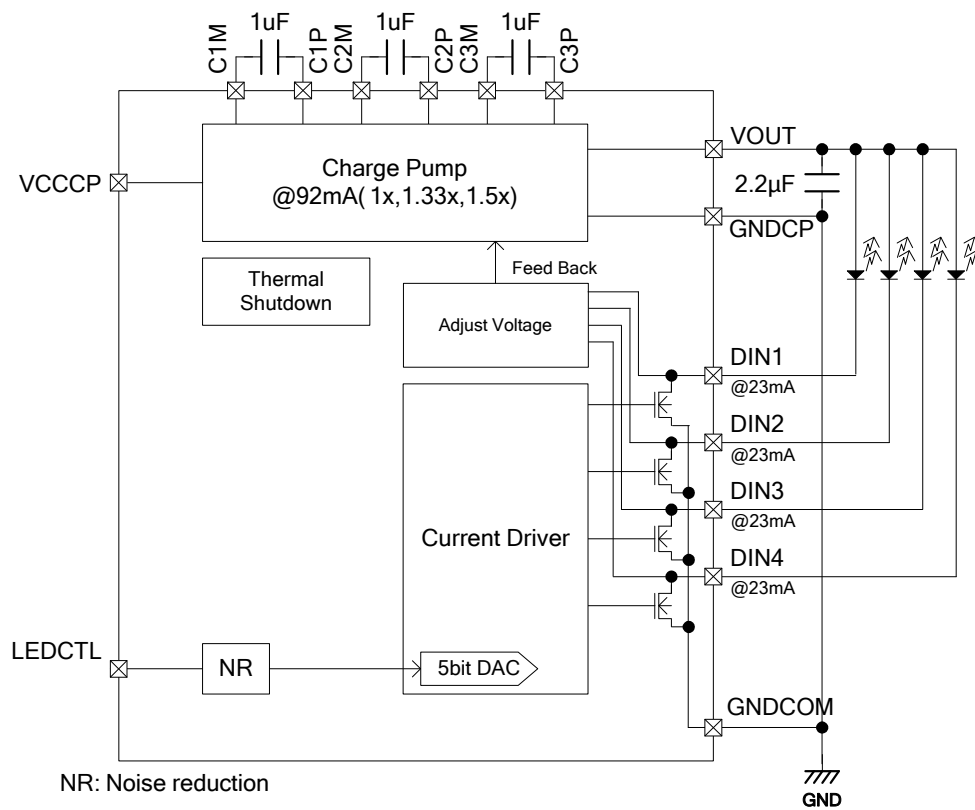 1uF
1uF
1uF
C1M
C1P
C2M
C2P
C3M
C3P
VOUT
Charge Pump
@92mA( 1x,1.33x,1.5x)
VCCCP
2.2µF
GNDCP
Feed Back
Thermal
Shutdown
Adjust Voltage
DIN1
@23mA
DIN2
@23mA
DIN3
@23mA
Current Driver
DIN4
@23mA
LEDCTL
NR
5bit DAC
GNDCOM
NR: Noise reduction
GND